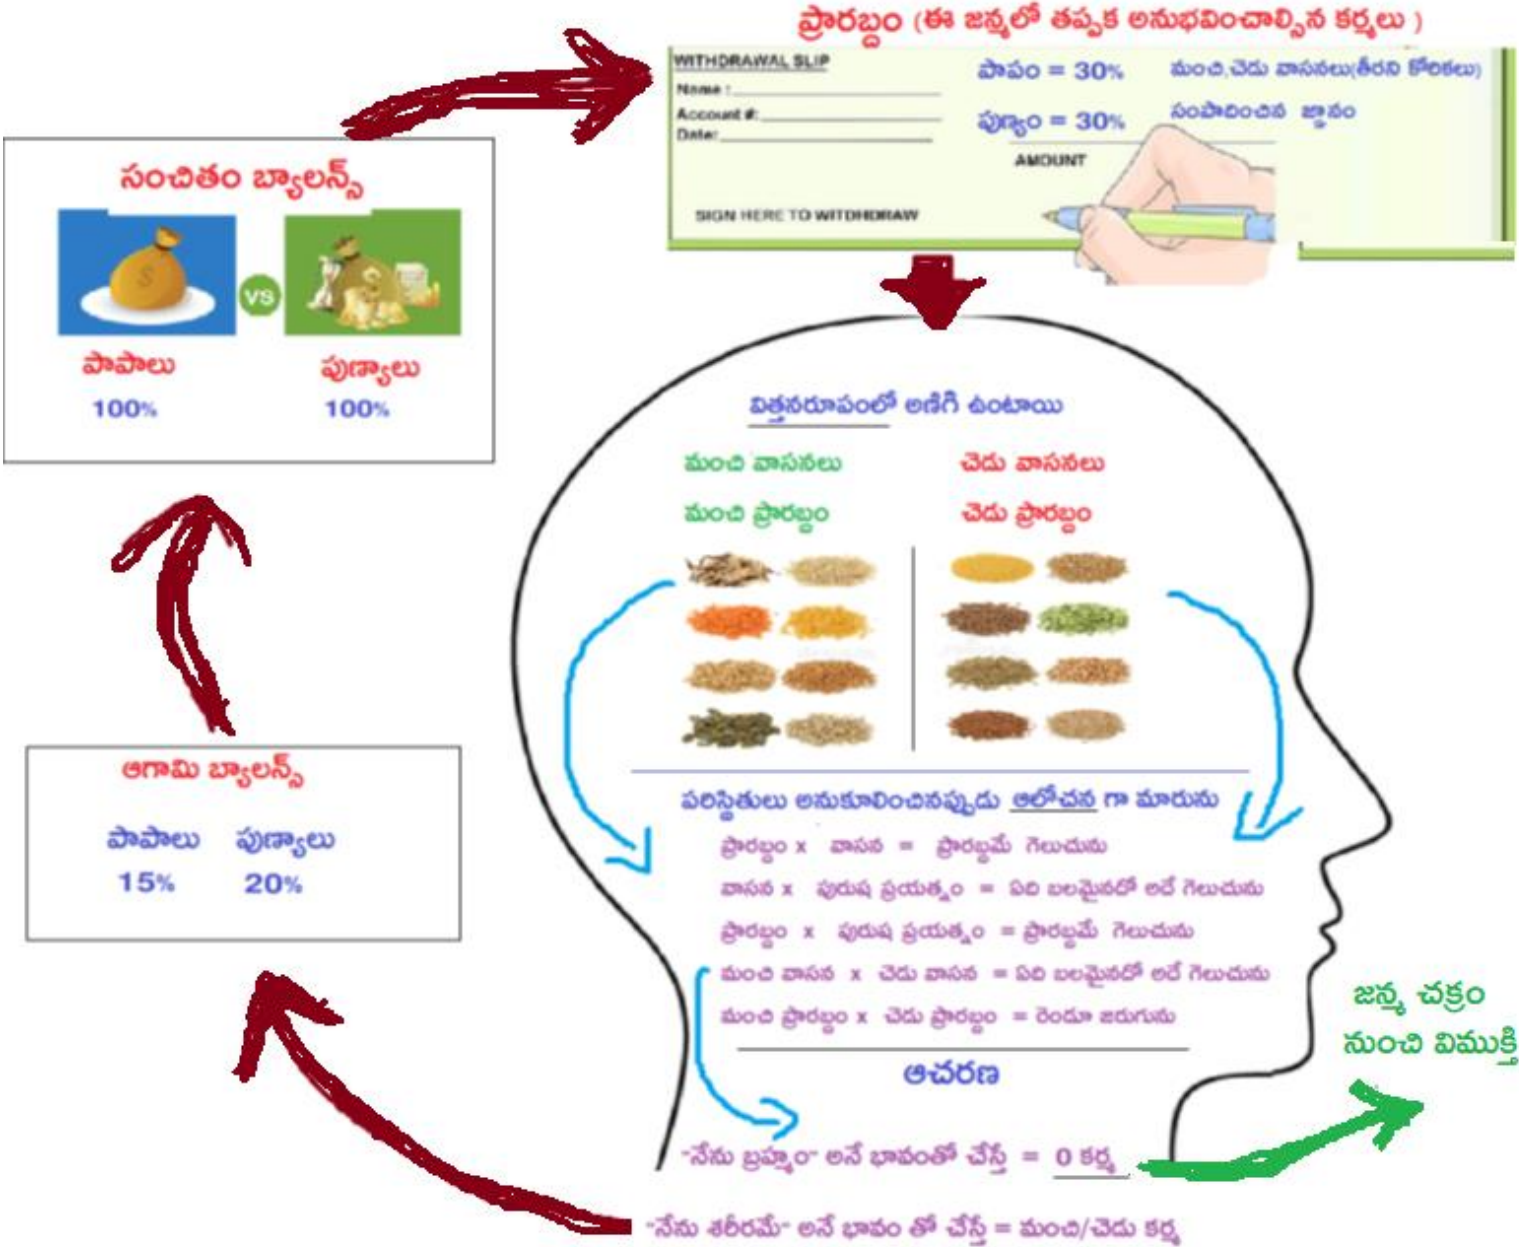 ప్రారబ్దం (ఈ జన్మలో తప్పక అనుభవించాల్సిన కర్మలు )
WITHDRAWAL SLIP
Name :
Account #:
Date:
పాపం = 30%
మంచి,చెడు వాసనలు(తీరని కోరికలు)
పుణ్యం = 30%
సంపాదించిన జ్ఞానం
AMOUNT
SIGN HERE TO WITDHDRAW
సంచితం బ్యాలన్స్
$
vs
$
పాపాలు
పుణ్యాలు
100%
100%
విత్తనరూపంలో అణిగి ఉంటాయి
మంచి వాసనలు
చెడు వాసనలు
మంచి ప్రారబ్దం
చెడు ప్రారబ్దం
పరిస్థితులు అనుకూలించినప్పుడు ఆలోచన గా మారును
ప్రారబ్దం x వాసన = ప్రారబ్దమే గెలుచును
వాసన x పురుష ప్రయత్నం = ఏది బలమైనదో అదే గెలుచును
ప్రారబ్దం x పురుష ప్రయత్నం = ప్రారబ్దమే గెలుచును
మంచి వాసన x చెడు వాసన = ఏది బలమైనదో అదే గెలుచును
మంచి ప్రారబ్దం x చెడు ప్రారబ్దం = రెండూ జరుగును
ఆచరణ
"నేను బ్రహ్మం" అనే భావంతో చేస్తే = 0 కర్మ
"నేను శరీరమే" అనే భావం తో చేస్తే = మంచి/చెడు కర్మ
ఆగామి బ్యాలన్స్
పాపాలు పుణ్యాలు
15% 20%
జన్మ చక్రం
నుంచి విముక్తి